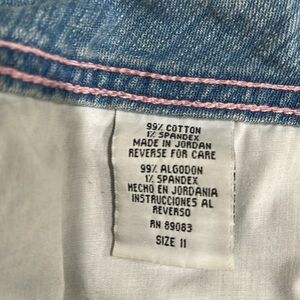 99% COTTON
1% SPANDEX
MADE IN JORDAN
REVERSE FOR CARE
99% ALGODON
1% SPANDEX
HECHO EN JORDANIA
INSTRUCCIONES AL
REVERSO
RN 89083
SIZE 11